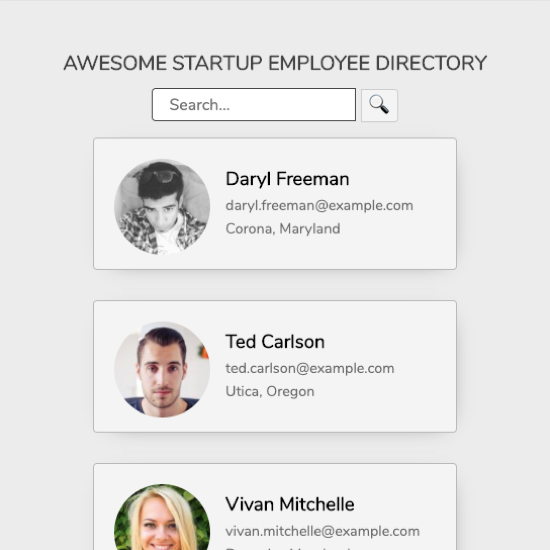 AWESOME STARTUP EMPLOYEE DIRECTORY
Search...
Daryl Freeman
daryl.freeman@example.com
Corona, Maryland
Ted Carlson
ted.carlson@example.com
Utica, Oregon
Vivan Mitchelle
vivan.mitchelle@example.com